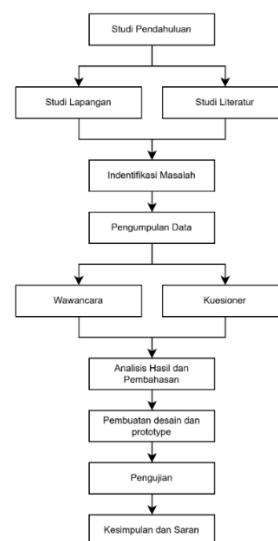 Studi Pendahuluan
Studi Lapangan
Studi Literatur
Indentifikasi Masalah
Pengumpulan Data
Wawancara
Kuesioner
Analisis Hasil dan
Pembahasan
Pembuatan desain dan
prototype
Pengujian
Kesimpulan dan Saran